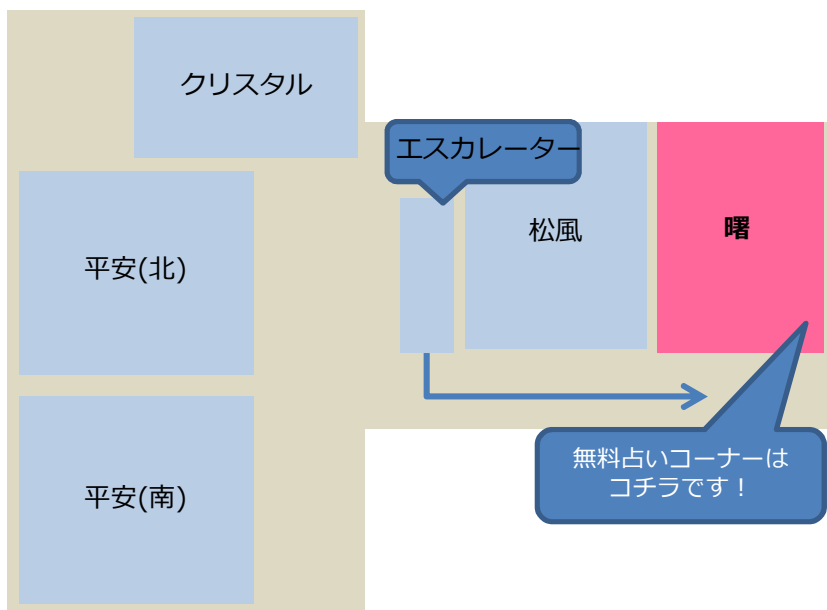 クリスタル
エスカレーター
松風
曙
平安(北)
平安(南)
無料占いコーナーは
コチラです！